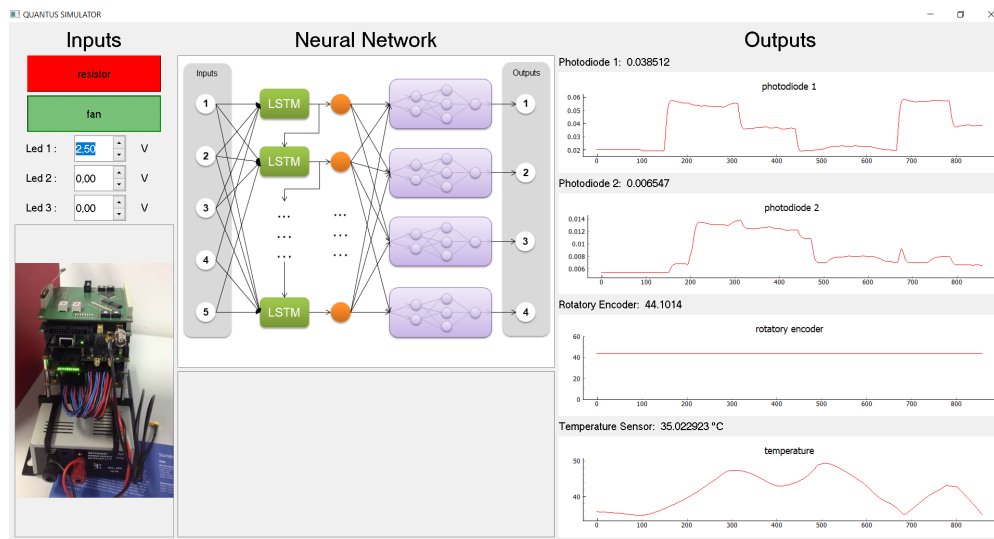 QUANTUS SIMULATOR
Inputs
resistor
fan
Led 1 : 2.50 V
Led 2 : 0,00 V
Led 3 : 0,00 V
Neural Network
Inputs
Outputs
1
LSTM
1
2
LSTM
2
3
... ...
... ...
... ...
3
4
5
LSTM
4
Outputs
Photodiode 1: 0.038512
photodiode 1
0.06
0.05
0.04
0.03
0.02
0 100 200 300 400 500 600 700 800
Photodiode 2: 0.006547
photodiode 2
0.014
0.012
0.01
0.008
0.006
0 100 200 300 400 500 600 700 800
Rotatory Encoder: 44.1014
rotatory encoder
60
40
20
0
0 100 200 300 400 500 600 700 800
Temperature Sensor: 35.022923 ºC
temperature
50
40
0 100 200 300 400 500 600 700 800